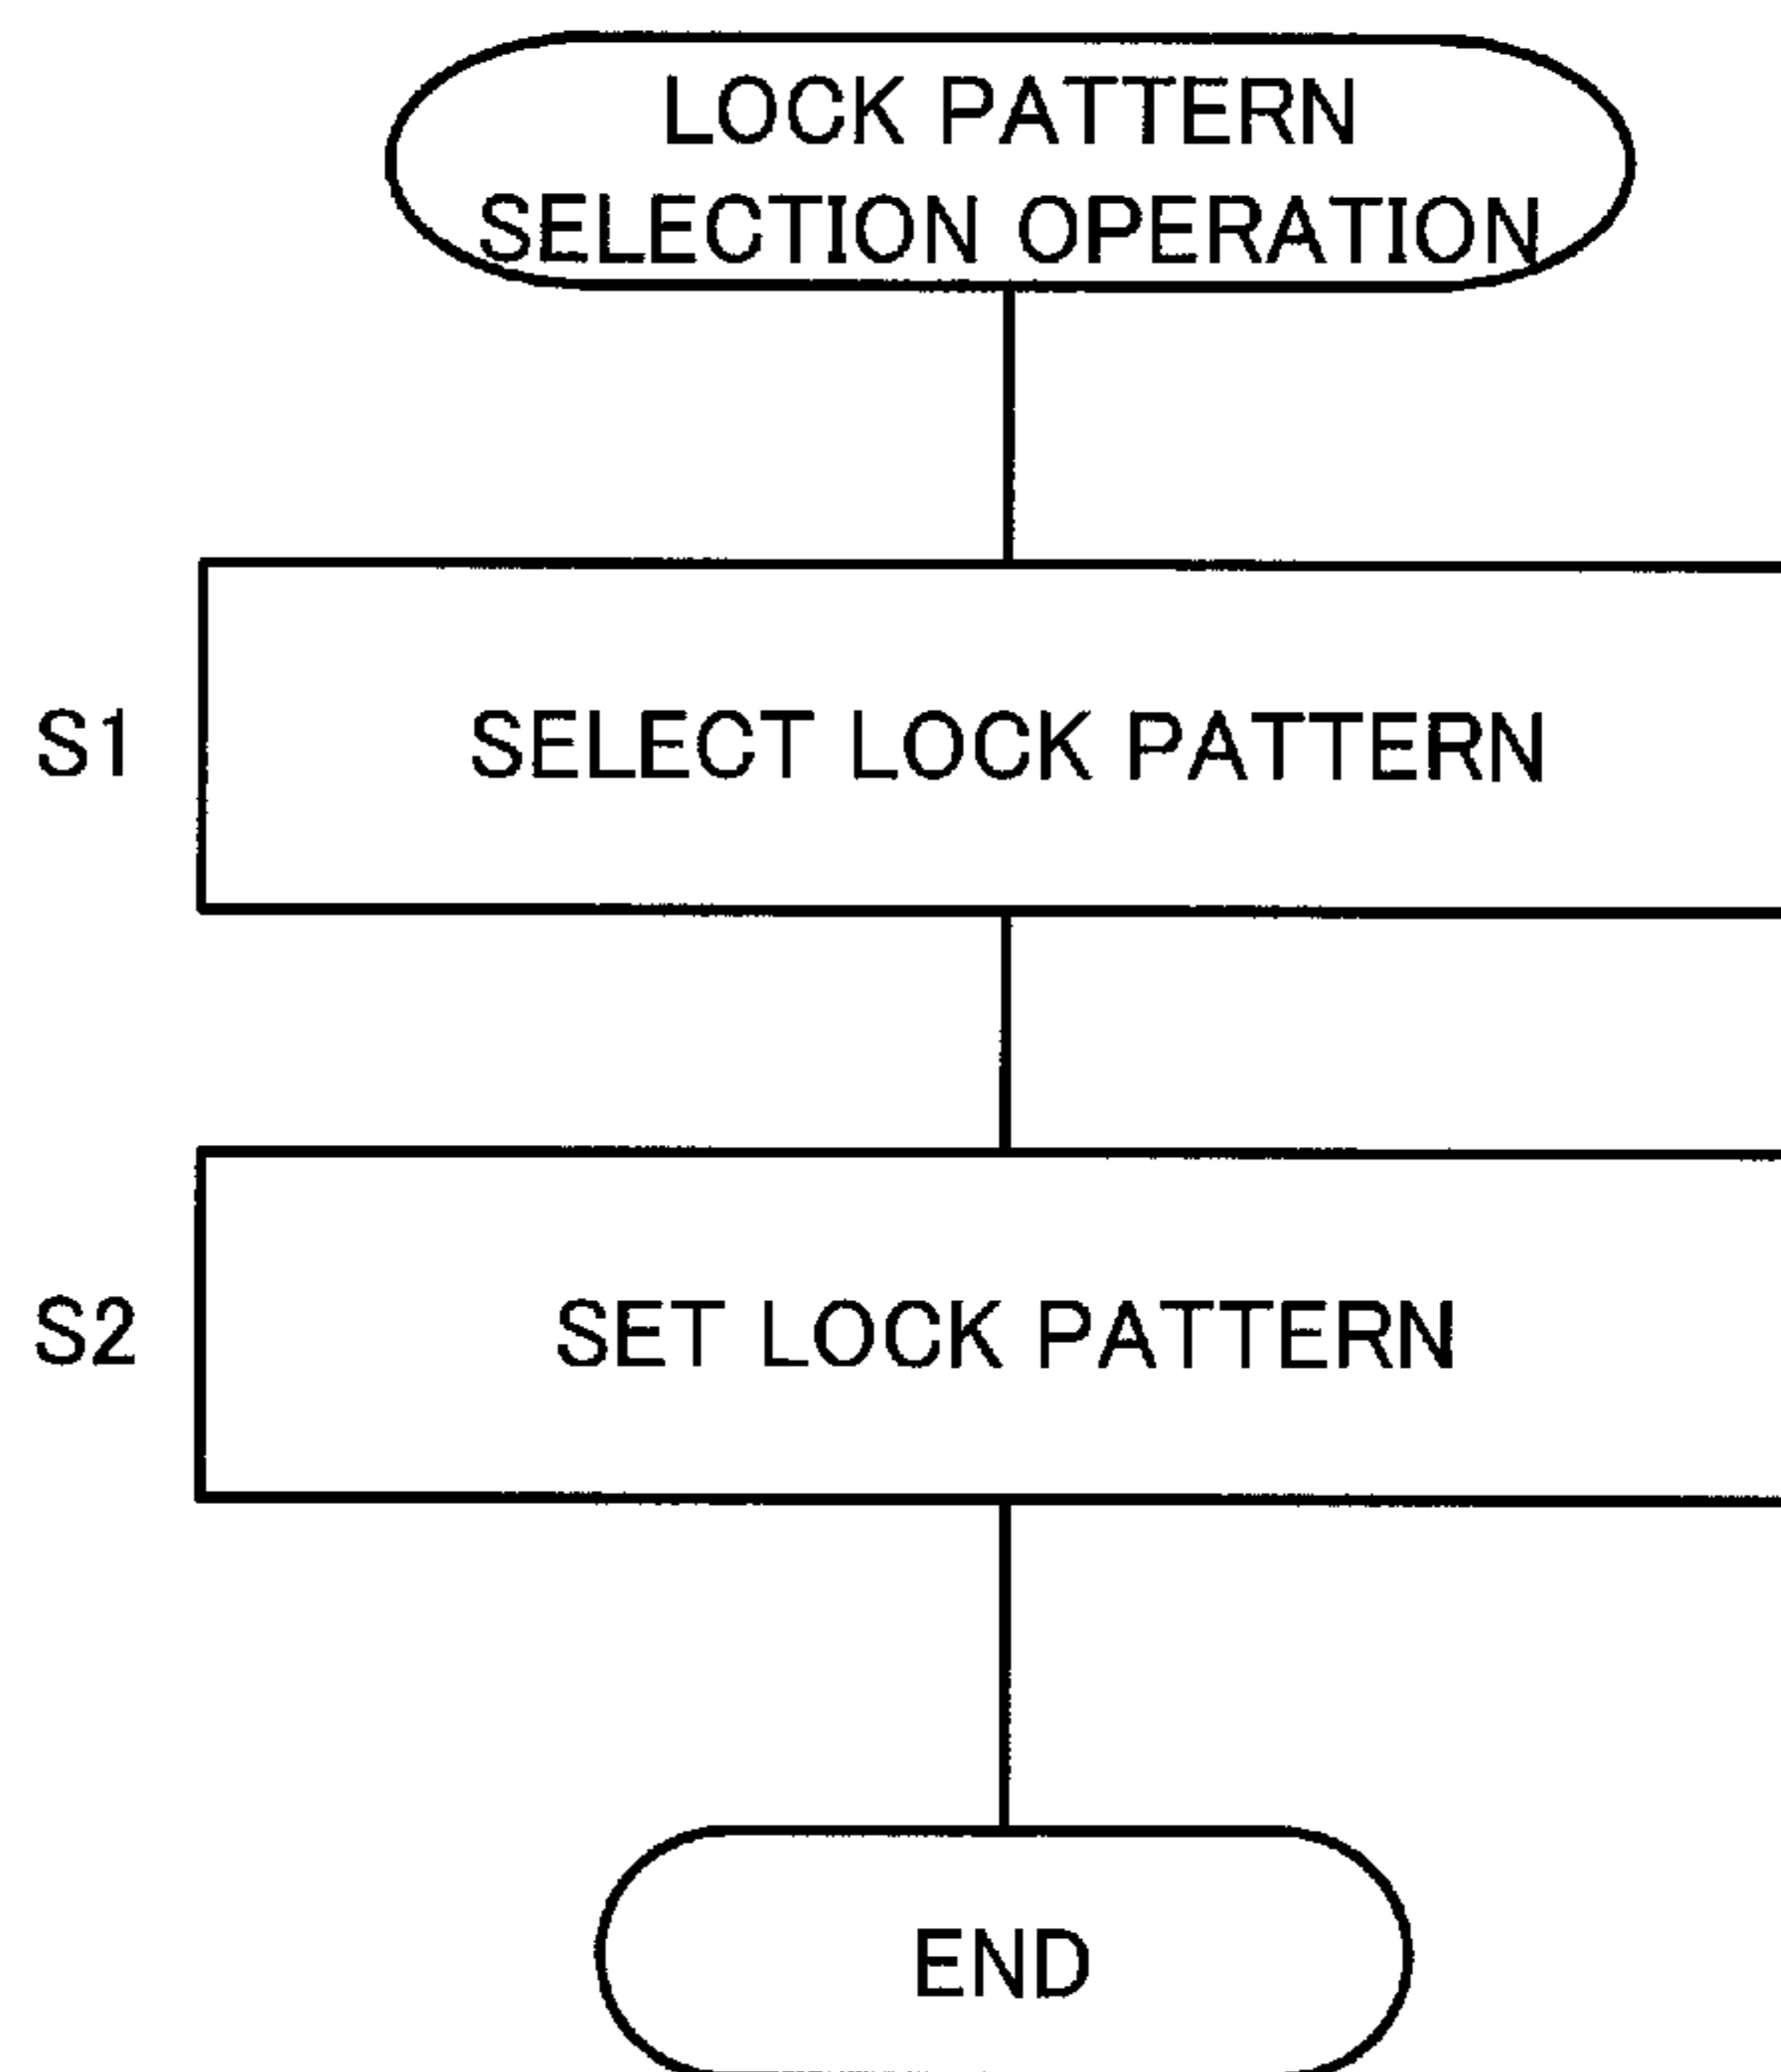 LOCK PATTERN
SELECTION OPERATION
S1 SELECT LOCK PATTERN
S2 SET LOCK PATTERN
END